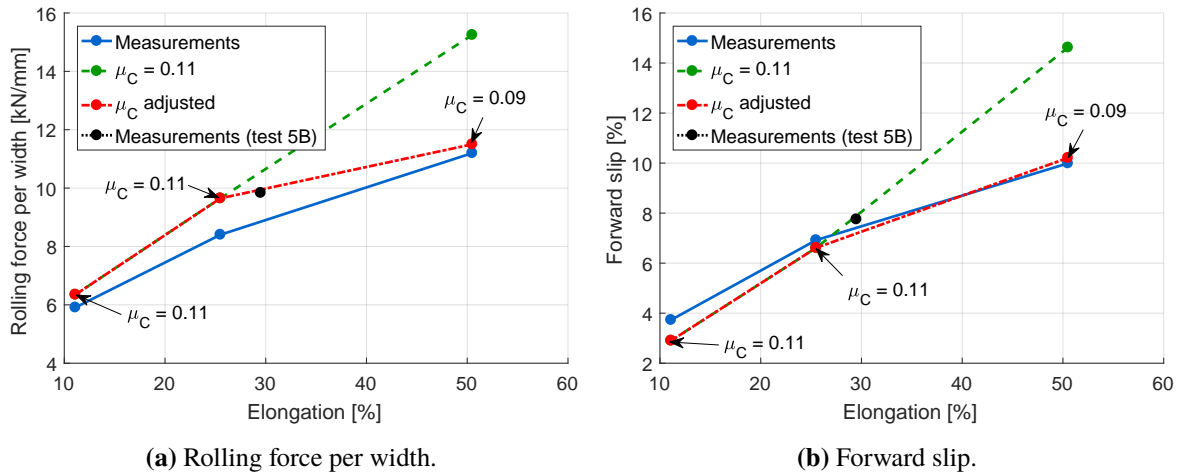 16
14
12
10
8
6
4
Rolling force per width [kN/mm]
Measurements
μC = 0.11
μC adjusted
Measurements (test 5B)
μC = 0.09
μC = 0.11
μC = 0.11
10 20 30 40 50 60
Elongation [%]
(a) Rolling force per width.
16
14
12
10
8
6
4
2
Forward slip [%]
Measurements
μC = 0.11
μC adjusted
Measurements (test 5B)
μC = 0.09
μC = 0.11
μC = 0.11
10 20 30 40 50 60
Elongation [%]
(b) Forward slip.